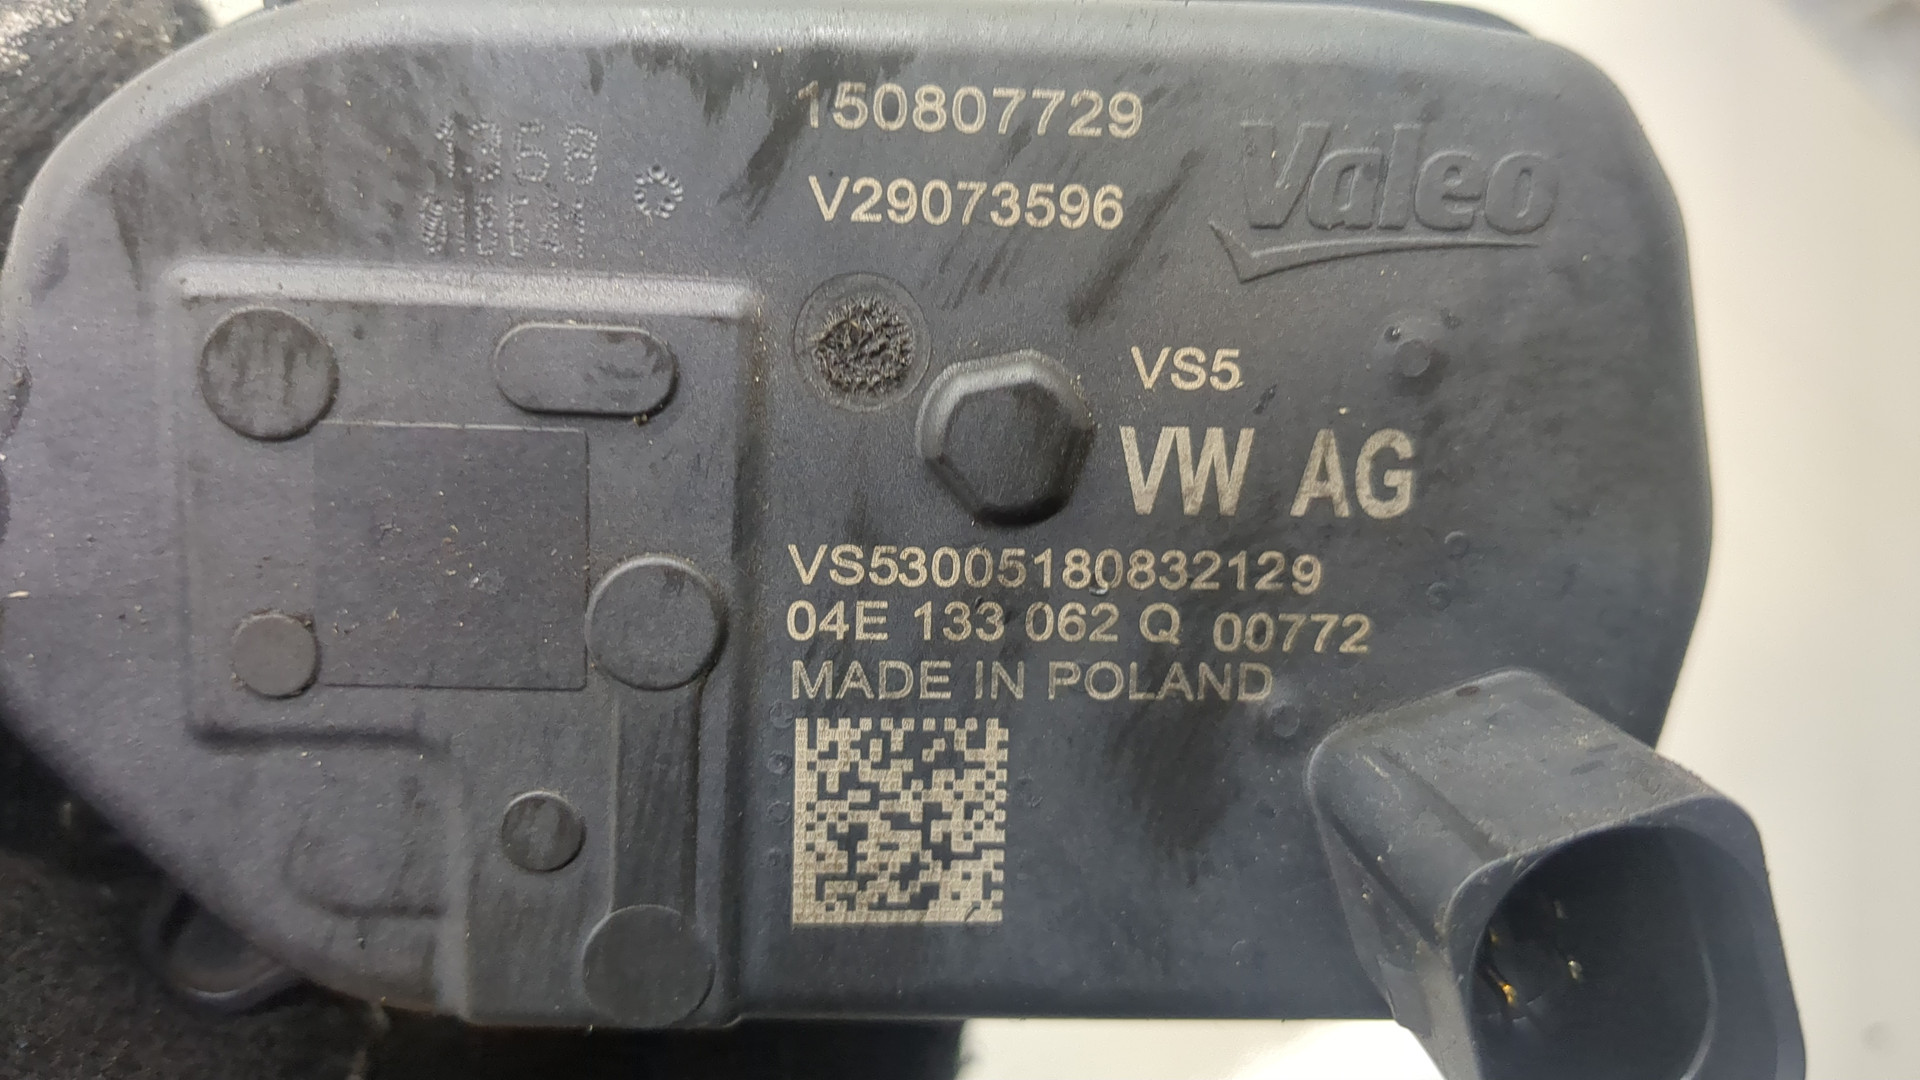 150807729
V29073596
Valeo
VS5
VW AG
VS53005180832129
04E 133 062 Q 00772
MADE IN POLAND